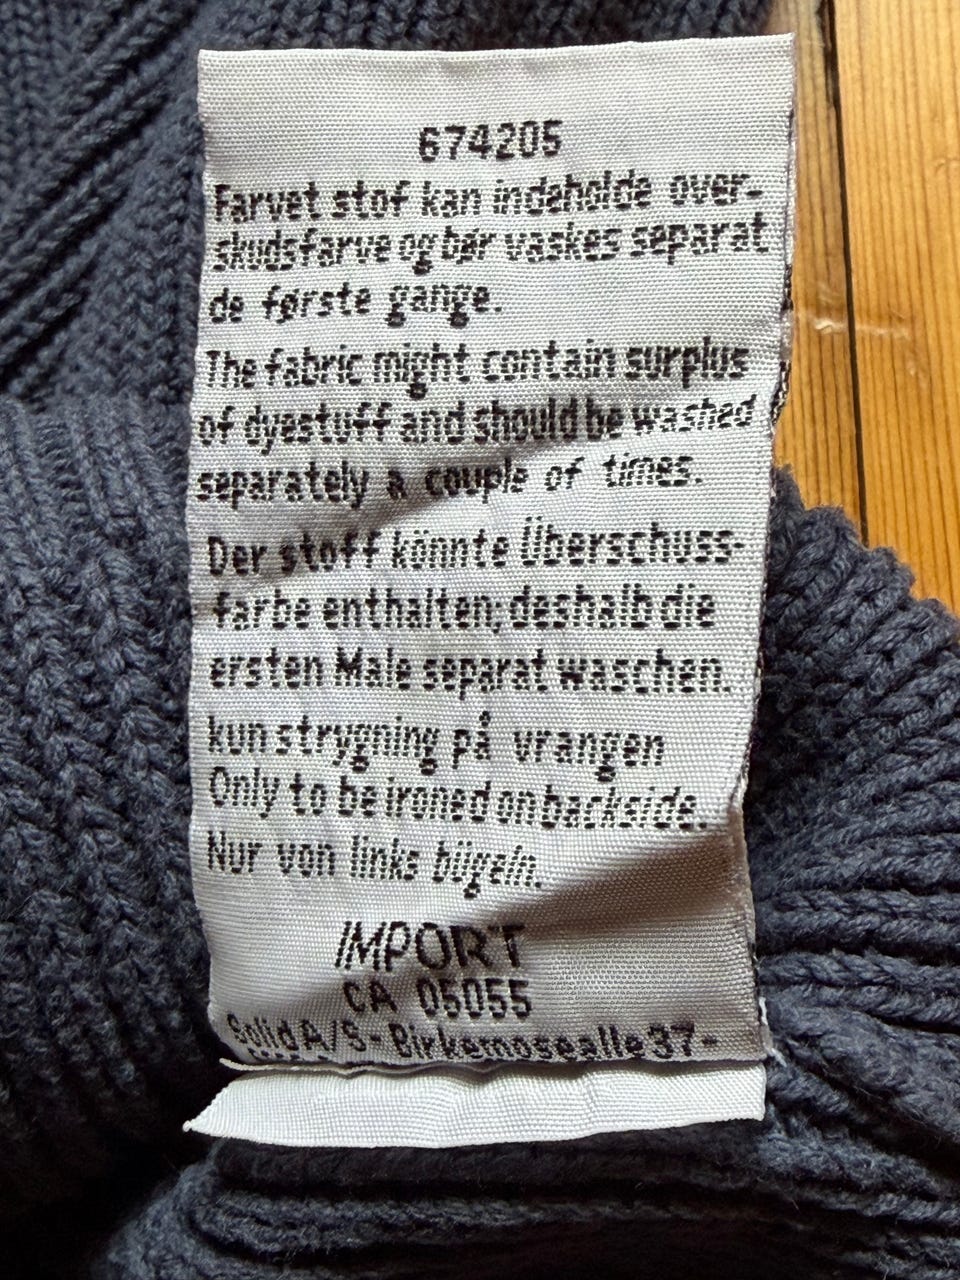 674205
Farvet stof kan indeholde over-
skudsfarve og bør vaskes separat
de første gange.
The fabric might contain surplus
of dyestuff and should be washed
separately a couple of times.
Der stoff könnte Überschuss-
farbe enthalten; deshalb die
ersten Male separat waschen.
kun strygning på vrangen
Only to be ironed on backside.
Nur von links bügeln.
IMPORT
CA 05055
Solid A/S - Birkemosealle 37-